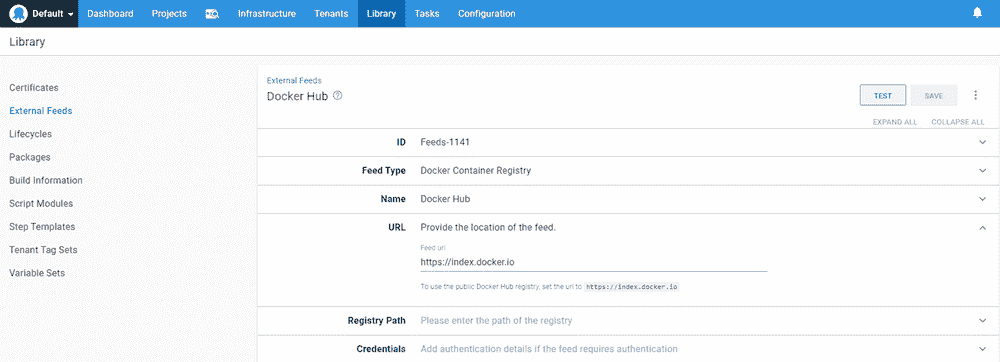 Default Dashboard Projects Infrastructure Tenants Library Tasks Configuration
Library
Certificates
External Feeds
Lifecycles
Packages
Build Information
Script Modules
Step Templates
Tenant Tag Sets
Variable Sets
External Feeds
Docker Hub
TEST SAVE
EXPAND ALL COLLAPSE ALL
ID Feeds-1141
Feed Type Docker Container Registry
Name Docker Hub
URL Provide the location of the feed.
Feed url
https://index.docker.io
To use the public Docker Hub registry, set the url to https://index.docker.io
Registry Path Please enter the path of the registry
Credentials Add authentication details if the feed requires authentication